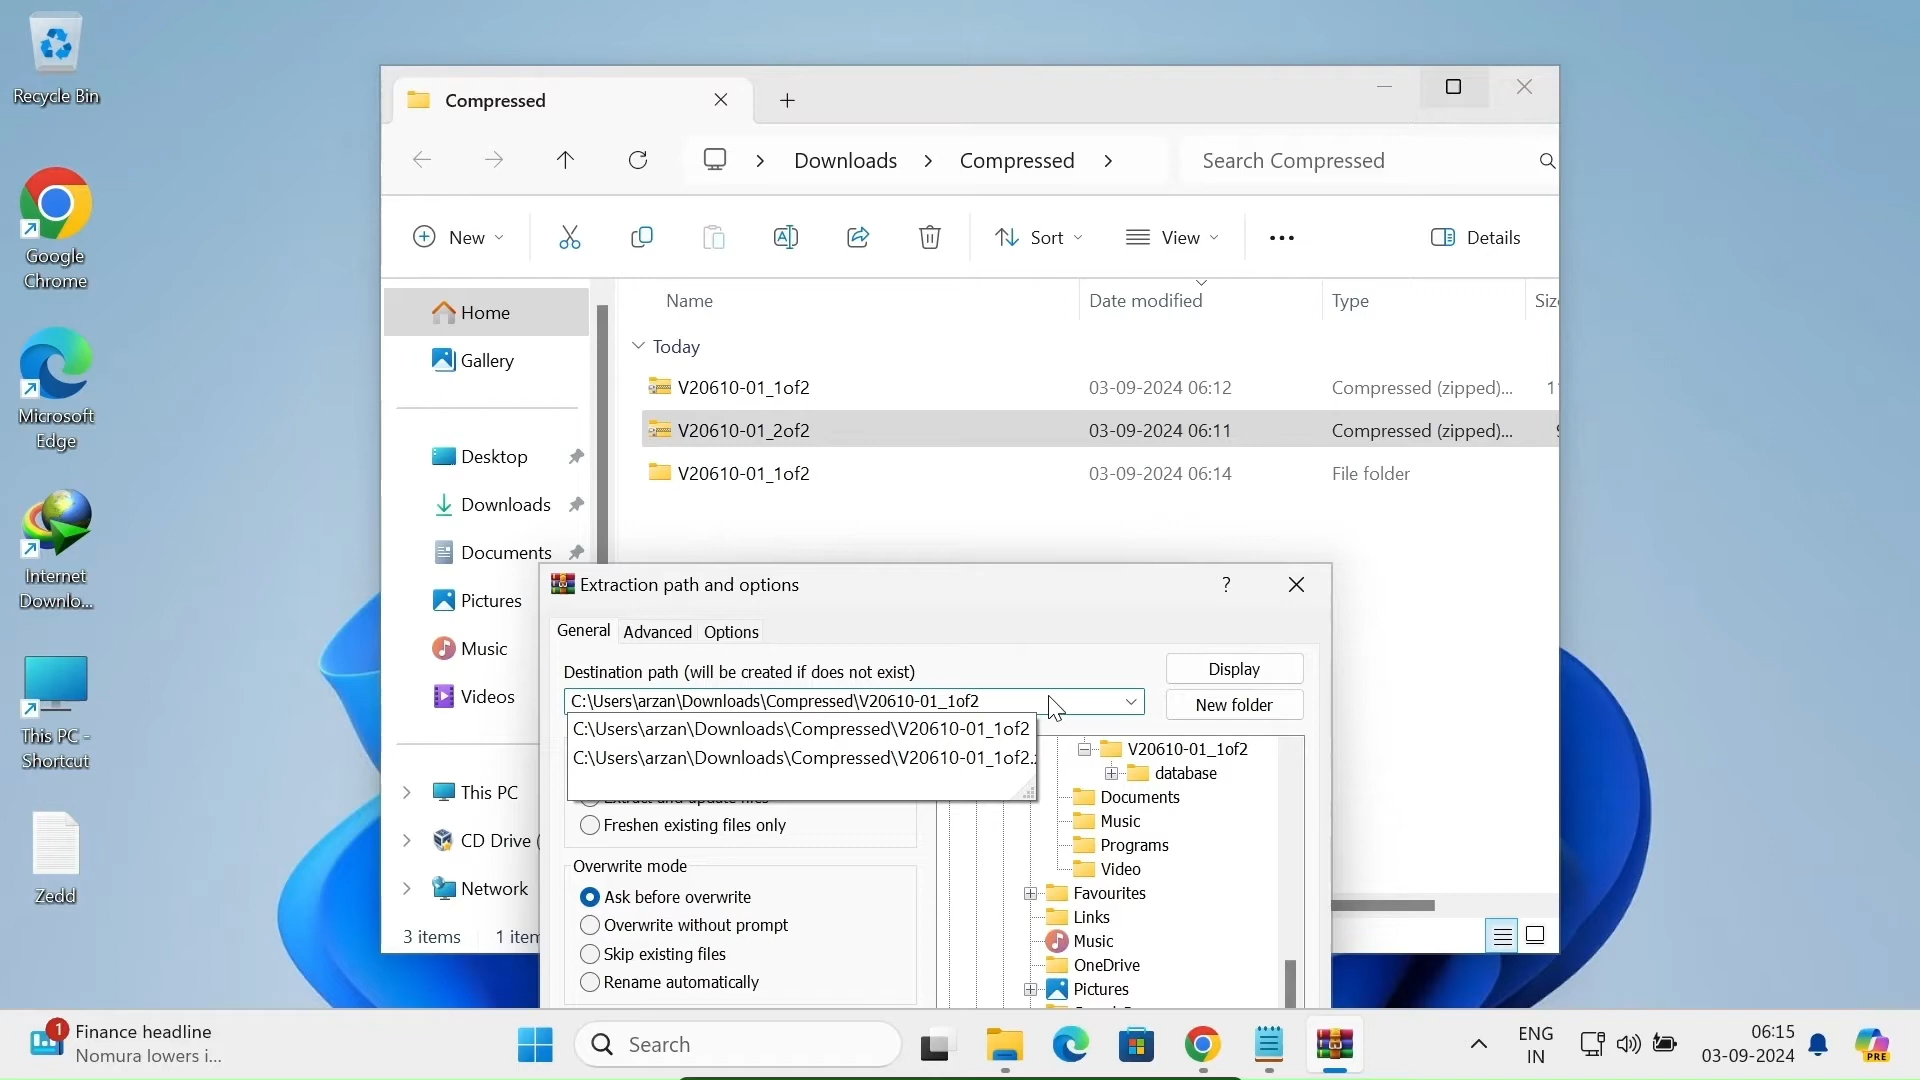 Recycle Bin
Google
Chrome
Microsoft
Edge
Internet
Downlo...
This PC -
Shortcut
Zedd
Compressed
Downloads
Compressed
Search Compressed
New
Sort
View
Details
Home
Gallery
Desktop
Downloads
Documents
Pictures
Music
Videos
This PC
CD Drive (
Network
3 items
Name
Date modified
Type
Today
V20610-01_1of2
03-09-2024 06:12
Compressed (zipped)...
V20610-01_2of2
03-09-2024 06:11
Compressed (zipped)...
V20610-01_1of2
03-09-2024 06:14
File folder
Extraction path and options
?
General
Advanced
Options
Destination path (will be created if does not exist)
Display
C:\Users\arzan\Downloads\Compressed\V20610-01_1of2
New folder
C:\Users\arzan\Downloads\Compressed\V20610-01_1of2
C:\Users\arzan\Downloads\Compressed\V20610-01_1of2.
Freshen existing files only
Overwrite mode
Ask before overwrite
Overwrite without prompt
Skip existing files
Rename automatically
V20610-01_1of2
database
Documents
Music
Programs
Video
Favourites
Links
Music
OneDrive
Pictures
1
Finance headline
Nomura lowers i...
Search
ENG
IN
06:15
03-09-2024
PRE